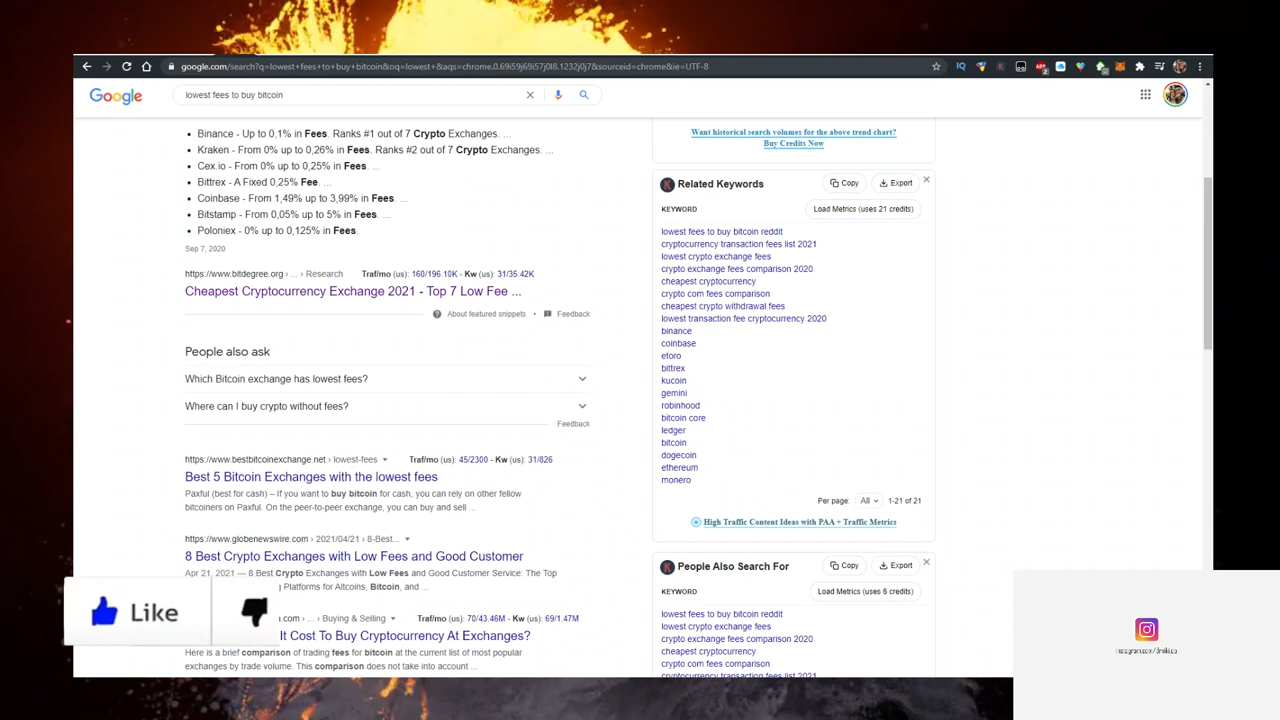 google.com/search?q=lowest+fees+to+buy+bitcoin&oq=lowest+&aqs=chrome.0.69i59j69i57j0l8.1232j0j7&sourceid=chrome&ie=UTF-8
Google
lowest fees to buy bitcoin
Binance - Up to 0,1% in Fees. Ranks #1 out of 7 Crypto Exchanges. ...
Kraken - From 0% up to 0,26% in Fees. Ranks #2 out of 7 Crypto Exchanges. ...
Cex.io - From 0% up to 0,25% in Fees. ...
Bittrex - A Fixed 0,25% Fee. ...
Coinbase - From 1,49% up to 3,99% in Fees. ...
Bitstamp - From 0,05% up to 5% in Fees. ...
Poloniex - 0% up to 0,125% in Fees.
Sep 7, 2020
https://www.bitdegree.org › ... › Research Traf/mo (us): 160/196.10K - Kw (us): 31/35.42K
Cheapest Cryptocurrency Exchange 2021 - Top 7 Low Fee ...
About featured snippets • Feedback
People also ask
Which Bitcoin exchange has lowest fees?
Where can I buy crypto without fees?
Feedback
https://www.bestbitcoinexchange.net › lowest-fees Traf/mo (us): 45/2300 - Kw (us): 31/826
Best 5 Bitcoin Exchanges with the lowest fees
Paxful (best for cash) – If you want to buy bitcoin for cash, you can rely on other fellow
bitcoiners on Paxful. On the peer-to-peer exchange, you can buy and sell ...
https://www.globenewswire.com › 2021/04/21 › 8-Best...
8 Best Crypto Exchanges with Low Fees and Good Customer
Apr 21, 2021 — 8 Best Crypto Exchanges with Low Fees and Good Customer Service: The Top
g Platforms for Altcoins, Bitcoin, and ...
a.com › ... › Buying & Selling Traf/mo (us): 70/43.46M - Kw (us): 69/1.47M
It Cost To Buy Cryptocurrency At Exchanges?
Here is a brief comparison of trading fees for bitcoin at the current list of most popular
exchanges by trade volume. This comparison does not take into account ...
Want historical search volumes for the above trend chart?
Buy Credits Now
Related Keywords Copy Export
KEYWORD Load Metrics (uses 21 credits)
lowest fees to buy bitcoin reddit
cryptocurrency transaction fees list 2021
lowest crypto exchange fees
crypto exchange fees comparison 2020
cheapest cryptocurrency
crypto com fees comparison
cheapest crypto withdrawal fees
lowest transaction fee cryptocurrency 2020
binance
coinbase
etoro
bittrex
kucoin
gemini
robinhood
bitcoin core
ledger
bitcoin
dogecoin
ethereum
monero
Per page: All 1-21 of 21
High Traffic Content Ideas with PAA + Traffic Metrics
People Also Search For Copy Export
KEYWORD Load Metrics (uses 6 credits)
lowest fees to buy bitcoin reddit
lowest crypto exchange fees
crypto exchange fees comparison 2020
cheapest cryptocurrency
crypto.com fees comparison
cryptocurrency transaction fees list 2021
Like